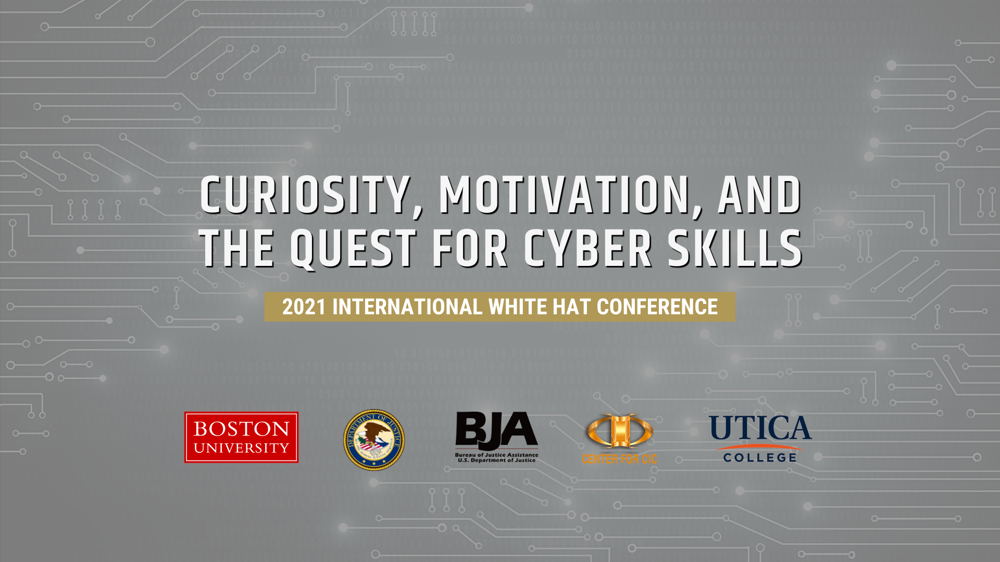 CURIOSITY, MOTIVATION, AND
THE QUEST FOR CYBER SKILLS
2021 INTERNATIONAL WHITE HAT CONFERENCE
BOSTON
UNIVERSITY
DEPARTMENT OF JUSTICE
BJA
Bureau of Justice Assistance
U.S. Department of Justice
CENTER FOR CIC
UTICA
COLLEGE